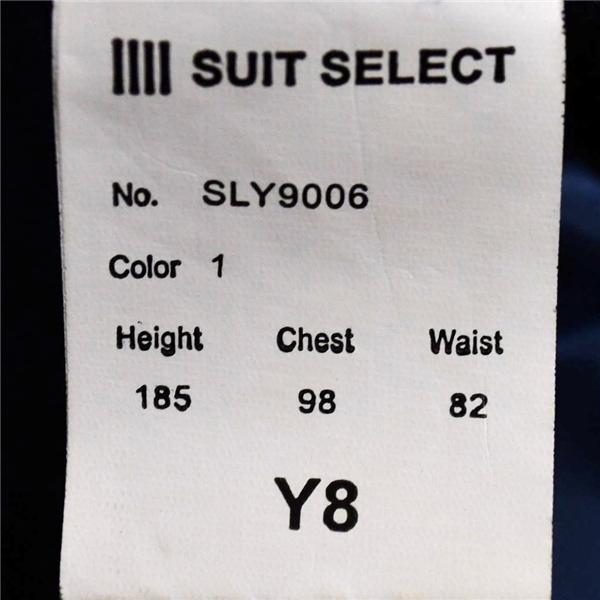 SUIT SELECT
No. SLY9006
Color 1
Height Chest Waist
185 98 82
Y8